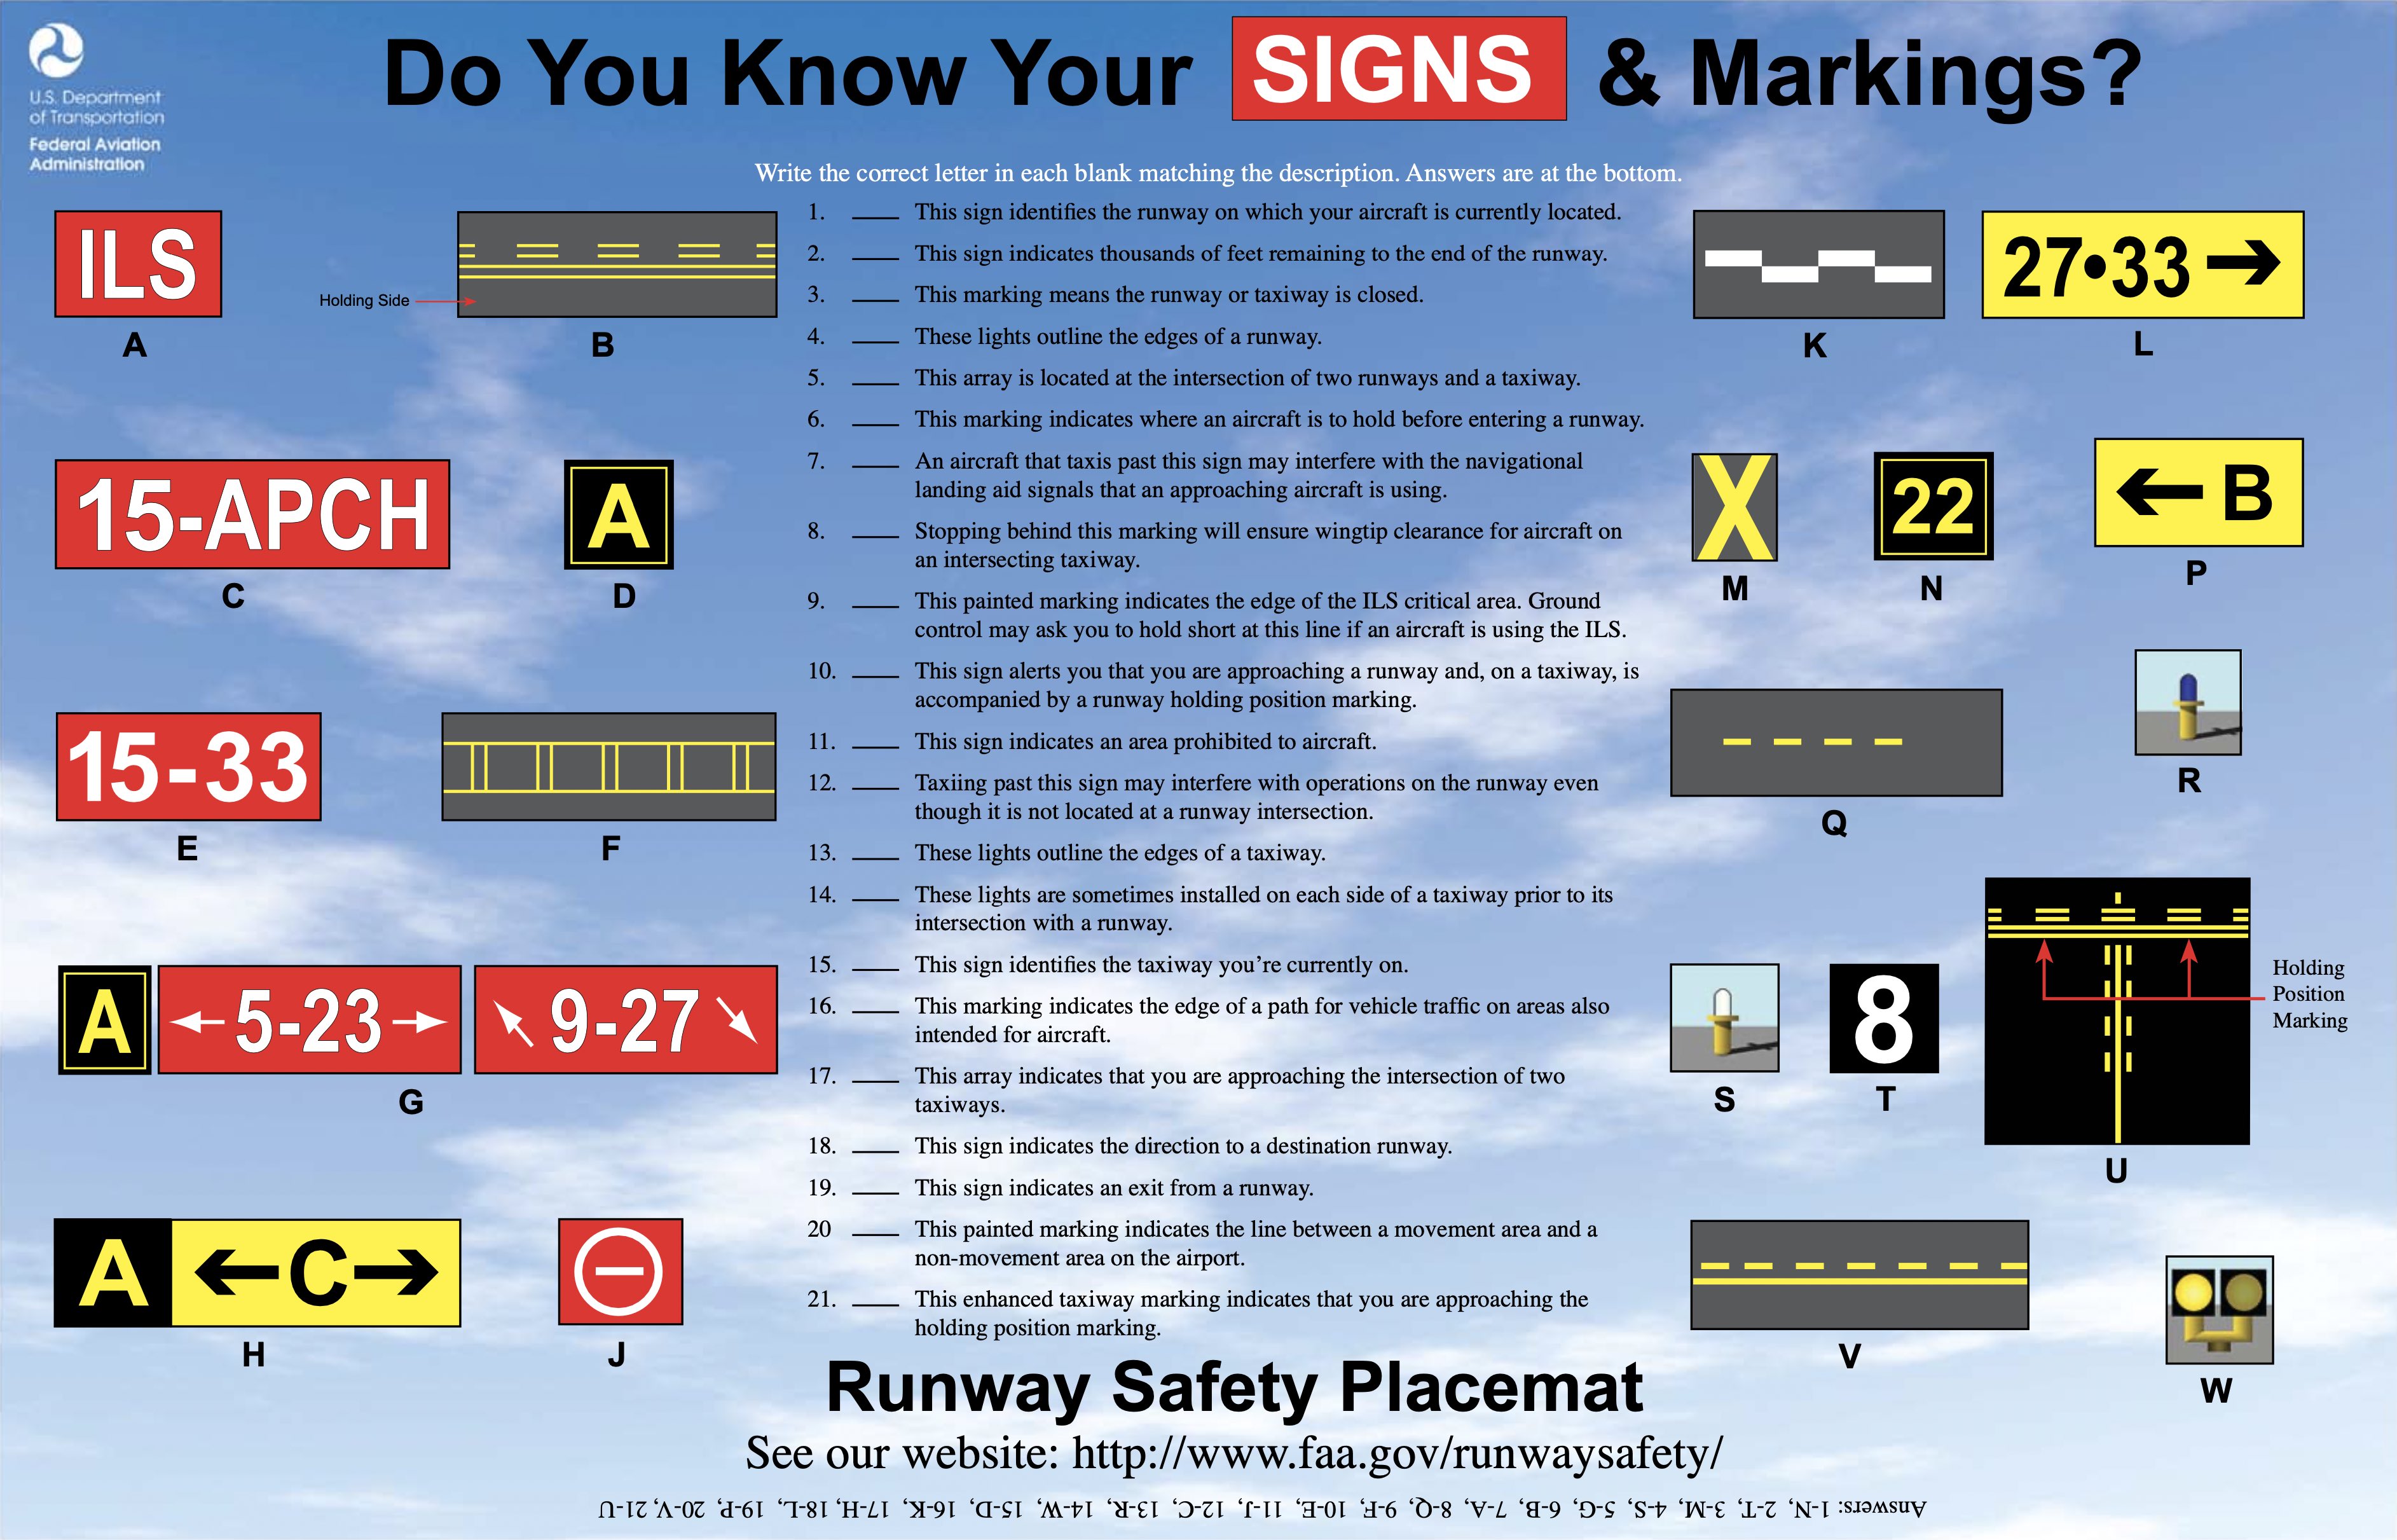 U.S. Department
of Transportation
Federal Aviation
Administration
Do You Know Your SIGNS & Markings?
Write the correct letter in each blank matching the description. Answers are at the bottom.
ILS
A
Holding Side
B
15-APCH
C
A
D
15-33
E
F
A 5-23 9-27
G
A C
H
J
1. ____ This sign identifies the runway on which your aircraft is currently located.
2. ____ This sign indicates thousands of feet remaining to the end of the runway.
3. ____ This marking means the runway or taxiway is closed.
4. ____ These lights outline the edges of a runway.
5. ____ This array is located at the intersection of two runways and a taxiway.
6. ____ This marking indicates where an aircraft is to hold before entering a runway.
7. ____ An aircraft that taxis past this sign may interfere with the navigational
landing aid signals that an approaching aircraft is using.
8. ____ Stopping behind this marking will ensure wingtip clearance for aircraft on
an intersecting taxiway.
9. ____ This painted marking indicates the edge of the ILS critical area. Ground
control may ask you to hold short at this line if an aircraft is using the ILS.
10. ____ This sign alerts you that you are approaching a runway and, on a taxiway, is
accompanied by a runway holding position marking.
11. ____ This sign indicates an area prohibited to aircraft.
12. ____ Taxiing past this sign may interfere with operations on the runway even
though it is not located at a runway intersection.
13. ____ These lights outline the edges of a taxiway.
14. ____ These lights are sometimes installed on each side of a taxiway prior to its
intersection with a runway.
15. ____ This sign identifies the taxiway you're currently on.
16. ____ This marking indicates the edge of a path for vehicle traffic on areas also
intended for aircraft.
17. ____ This array indicates that you are approaching the intersection of two
taxiways.
18. ____ This sign indicates the direction to a destination runway.
19. ____ This sign indicates an exit from a runway.
20 ____ This painted marking indicates the line between a movement area and a
non-movement area on the airport.
21. ____ This enhanced taxiway marking indicates that you are approaching the
holding position marking.
K
27•33 →
L
X
M
22
N
← B
P
Q
R
S
8
T
Holding
Position
Marking
U
V
W
Runway Safety Placemat
See our website: http://www.faa.gov/runwaysafety/
Answers: 1-N, 2-T, 3-M, 4-S, 5-G, 6-B, 7-A, 8-Q, 9-F, 10-E, 11-J, 12-C, 13-R, 14-W, 15-D, 16-K, 17-H, 18-L, 19-P, 20-V, 21-U